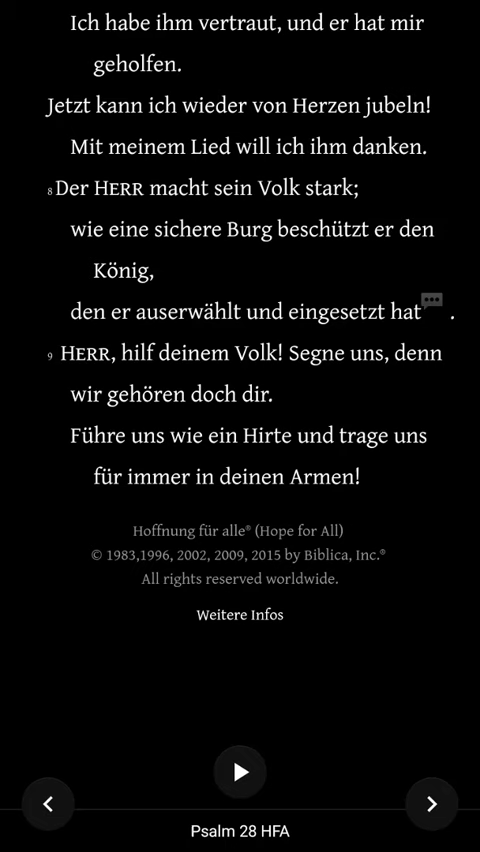 Ich habe ihm vertraut, und er hat mir
geholfen.
Jetzt kann ich wieder von Herzen jubeln!
Mit meinem Lied will ich ihm danken.
8 Der HERR macht sein Volk stark;
wie eine sichere Burg beschützt er den
König,
den er auserwählt und eingesetzt hat .
9 HERR, hilf deinem Volk! Segne uns, denn
wir gehören doch dir.
Führe uns wie ein Hirte und trage uns
für immer in deinen Armen!
Hoffnung für alle® (Hope for All)
© 1983,1996, 2002, 2009, 2015 by Biblica, Inc.®
All rights reserved worldwide.
Weitere Infos
Psalm 28 HFA